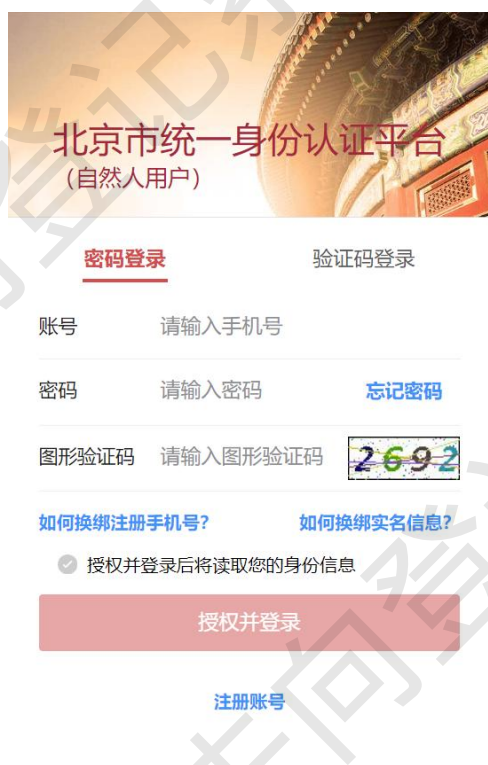 北京市统一身份认证平台
（自然人用户）
密码登录 验证码登录
账号 请输入手机号
密码 请输入密码 忘记密码
图形验证码 请输入图形验证码 2692
如何换绑注册手机号? 如何换绑实名信息?
授权并登录后将读取您的身份信息
授权并登录
注册账号